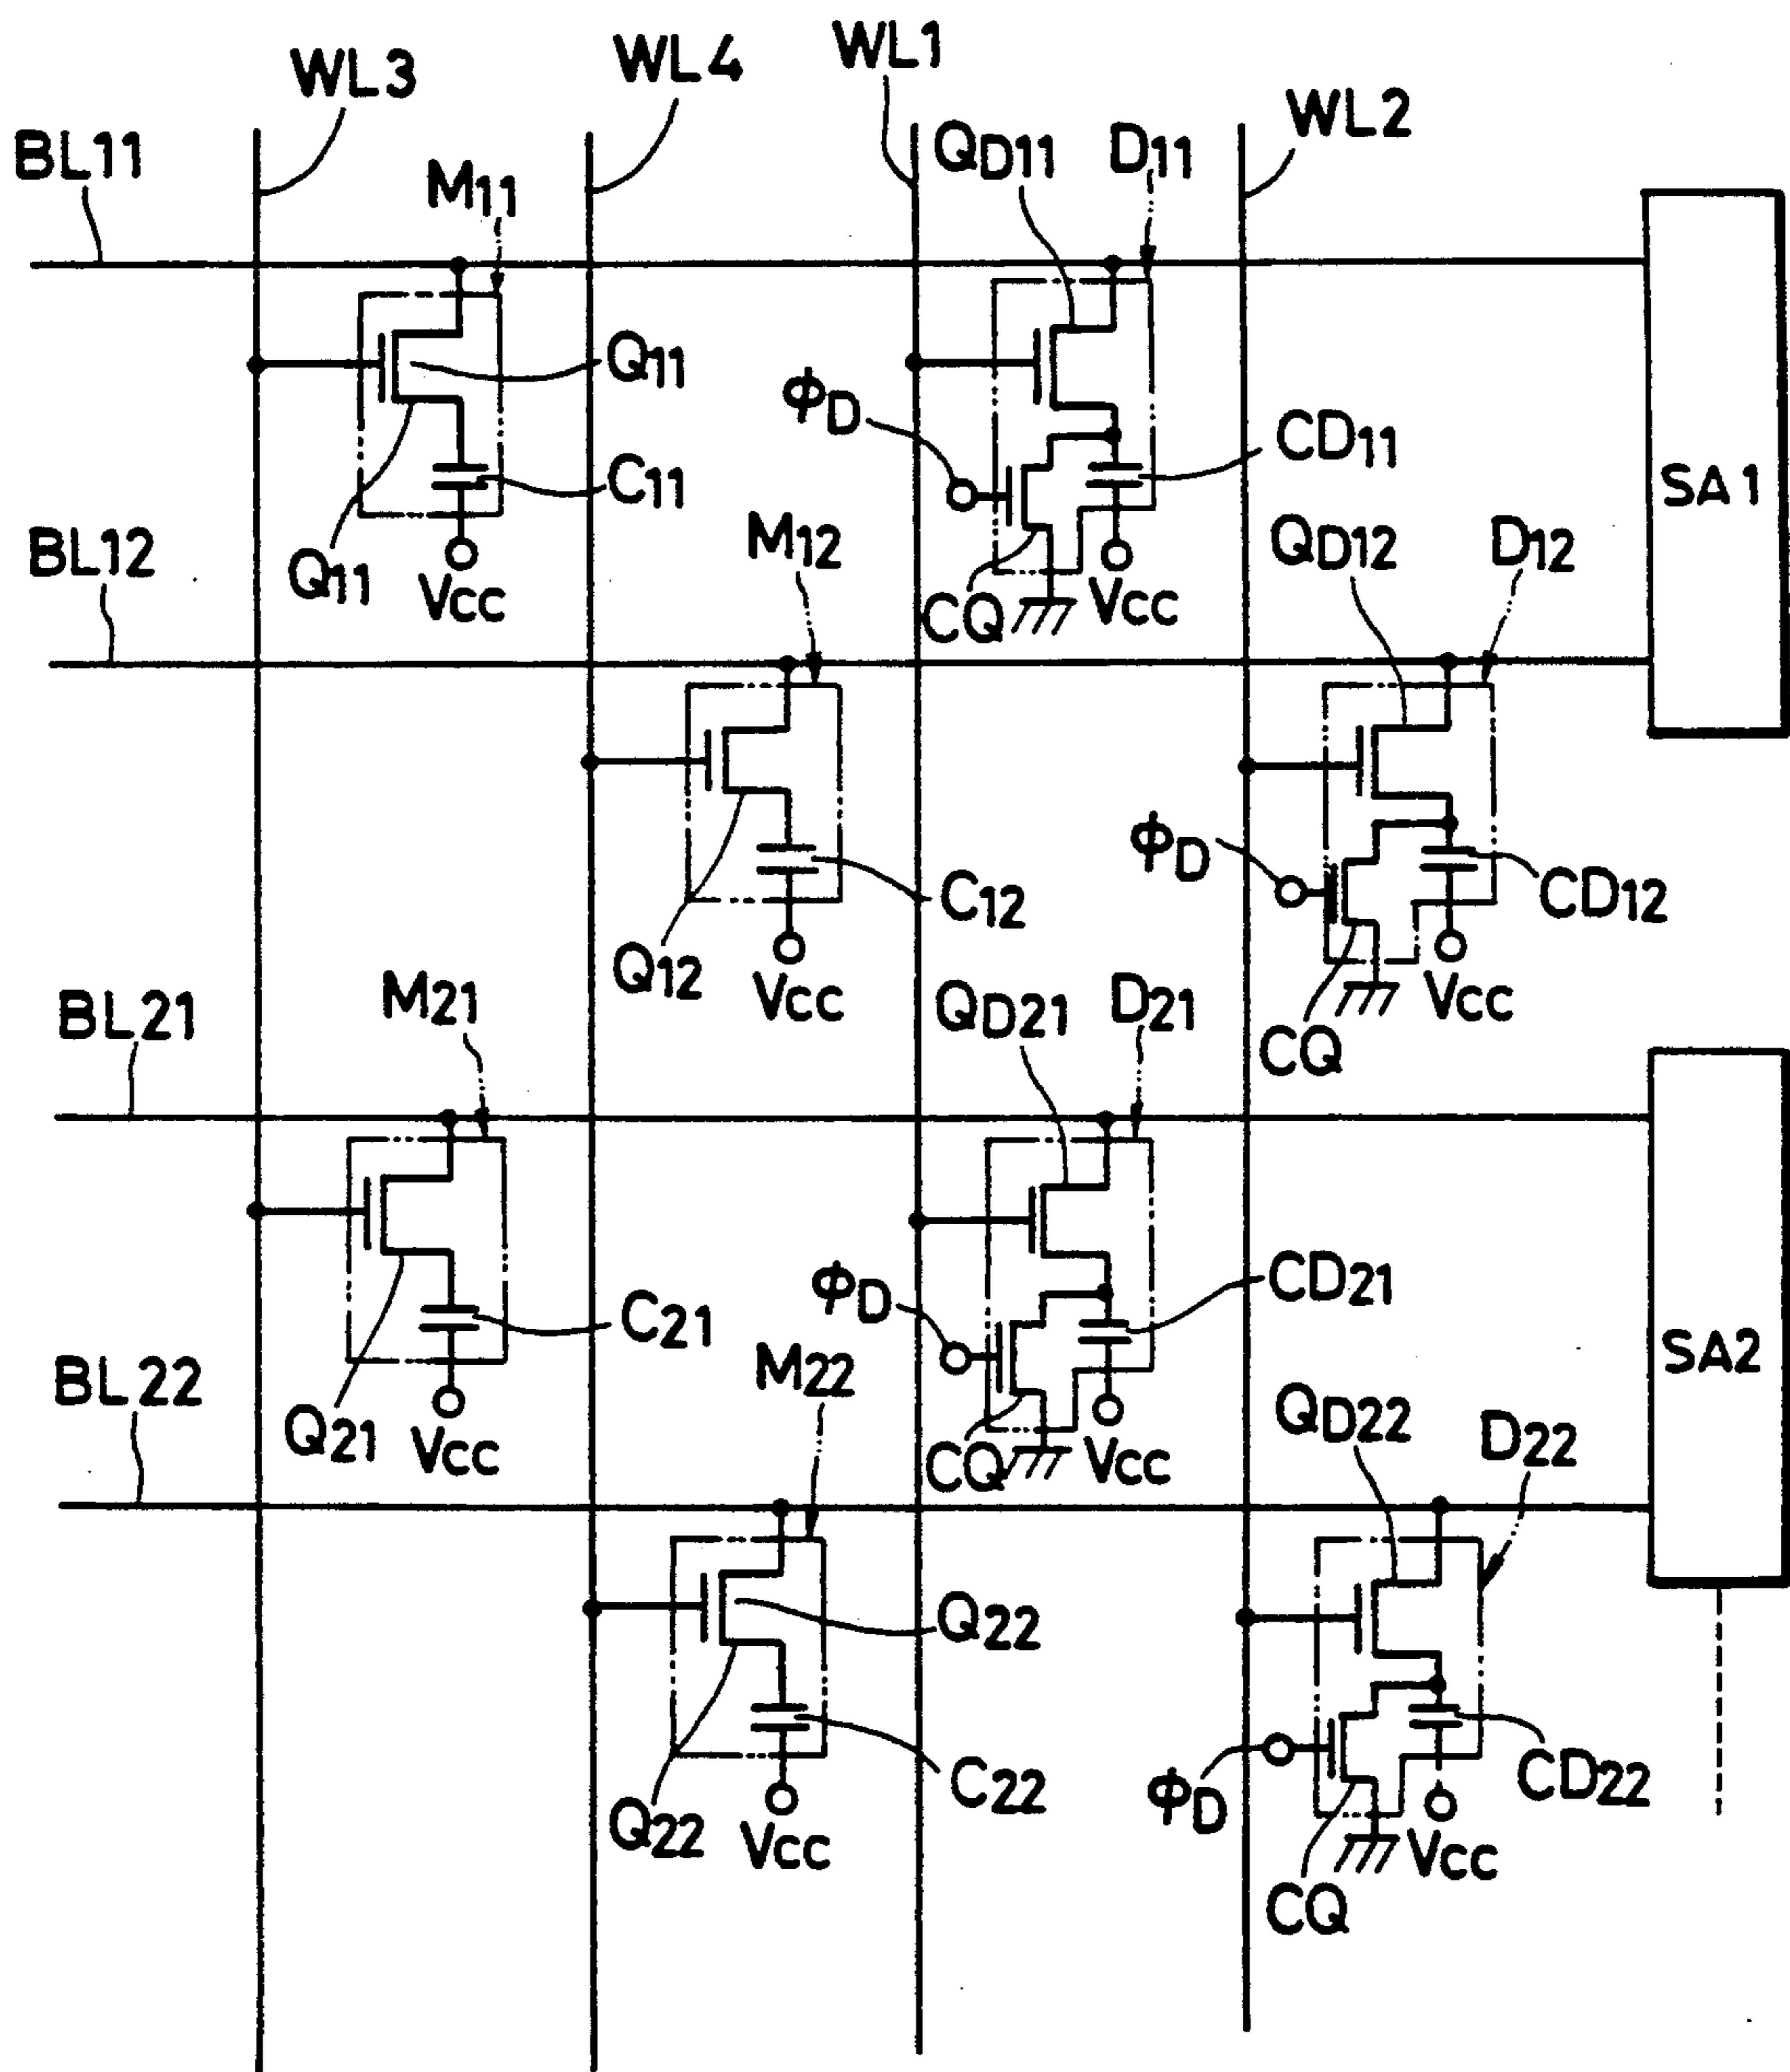 WL1
WL3
WL4
WL2
BL11
QD11
D11
M11
Q11
ΦD
CD11
C11
SA1
BL12
M12
QD12
D12
Q11
Vcc
CQ
Vcc
ΦD
C12
CD12
Q12
Vcc
M21
BL21
QD21
D21
Vcc
CQ
ΦD
CD21
C21
SA2
BL22
M22
QD22
D22
Q21
Vcc
CQ
Vcc
Q22
C22
CD22
ΦD
Q22
Vcc
Vcc
CQ